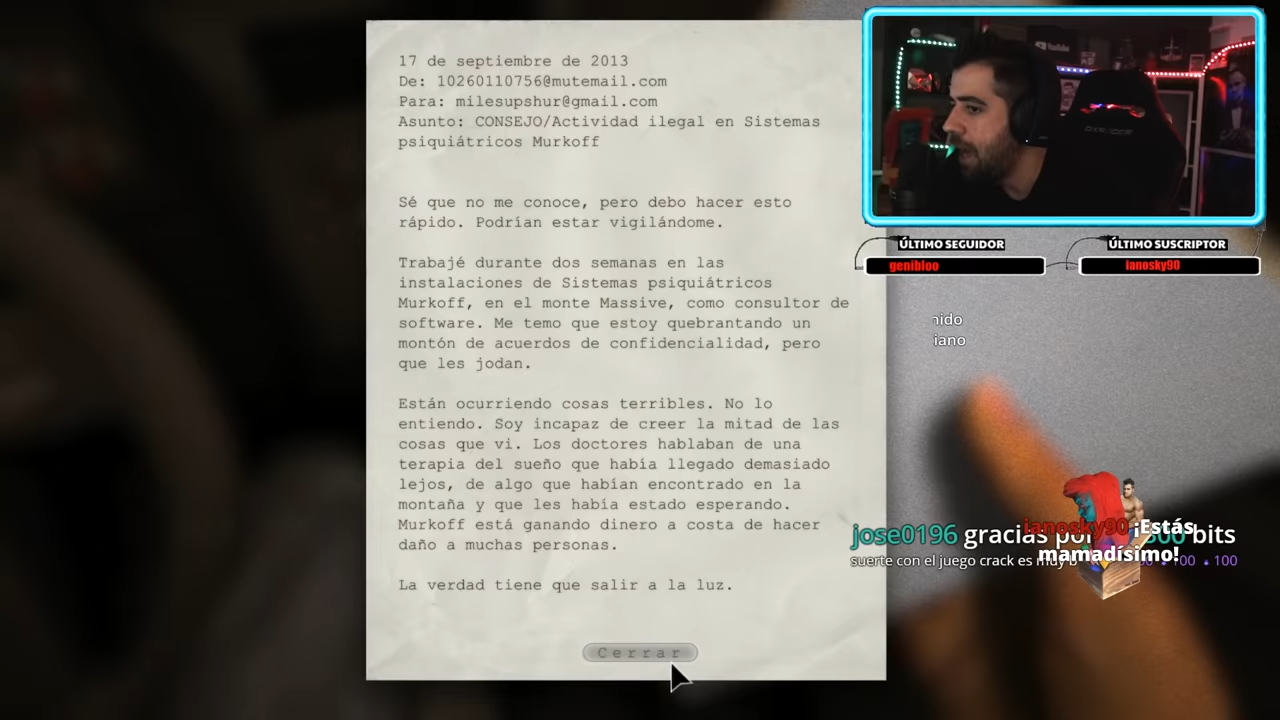 17 de septiembre de 2013
De: 10260110756@mutemail.com
Para: milesupshur@gmail.com
Asunto: CONSEJO/Actividad ilegal en Sistemas
psiquiátricos Murkoff
Sé que no me conoce, pero debo hacer esto
rápido. Podrían estar vigilándome.
Trabajé durante dos semanas en las
instalaciones de Sistemas psiquiátricos
Murkoff, en el monte Massive, como consultor de
software. Me temo que estoy quebrantando un
montón de acuerdos de confidencialidad, pero
que les jodan.
Están ocurriendo cosas terribles. No lo
entiendo. Soy incapaz de creer la mitad de las
cosas que vi. Los doctores hablaban de una
terapia del sueño que había llegado demasiado
lejos, de algo que habían encontrado en la
montaña y que les había estado esperando.
Murkoff está ganando dinero a costa de hacer
daño a muchas personas.
La verdad tiene que salir a la luz.
Cerrar
YouTube
ÚLTIMO SEGUIDOR
genibloo
ÚLTIMO SUSCRIPTOR
ianosky90
nido
iano
jose0196 gracias por bits
ianosky90 ¡Estás
mamadísimo!
suerte con el juego crack es muy b 100 100